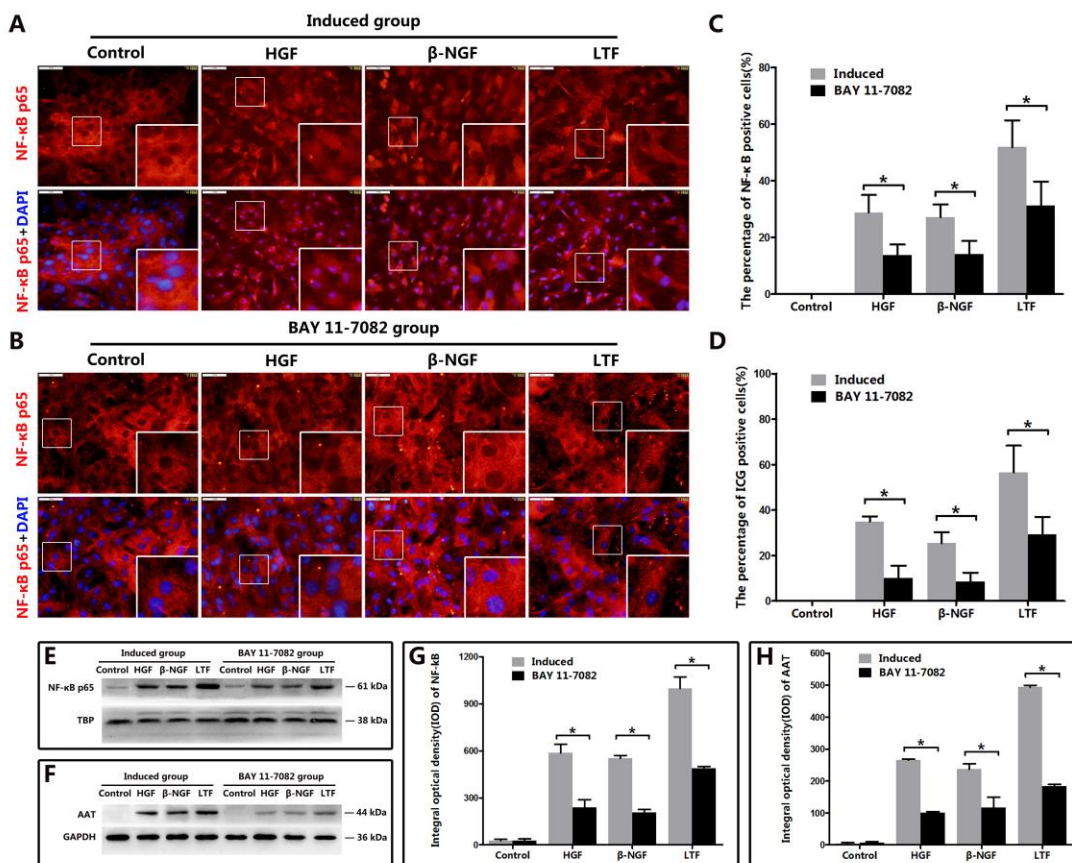 A
Induced group
Control HGF β-NGF LTF
NF-κB p65
NF-κB p65+DAPI
B
BAY 11-7082 group
Control HGF β-NGF LTF
NF-κB p65
NF-κB p65+DAPI
C
The percentage of NF-κ B positive cells(%)
80
60
40
20
0
Induced
BAY 11-7082
* * *
Control HGF β-NGF LTF
D
The percentage of ICG positive cells(%)
100
80
60
40
20
0
Induced
BAY 11-7082
* * *
Control HGF β-NGF LTF
E
Induced group BAY 11-7082 group
Control HGF β-NGF LTF Control HGF β-NGF LTF
NF-κB p65 — 61 kDa
TBP — 38 kDa
F
Induced group BAY 11-7082 group
Control HGF β-NGF LTF Control HGF β-NGF LTF
AAT — 44 kDa
GAPDH — 36 kDa
G
Integral optical density(IOD) of NF-kB
1200
900
600
300
0
Induced
BAY 11-7082
* * *
Control HGF β-NGF LTF
H
Integral optical density(IOD) of AAT
600
500
400
300
200
100
0
Induced
BAY 11-7082
* * *
Control HGF β-NGF LTF